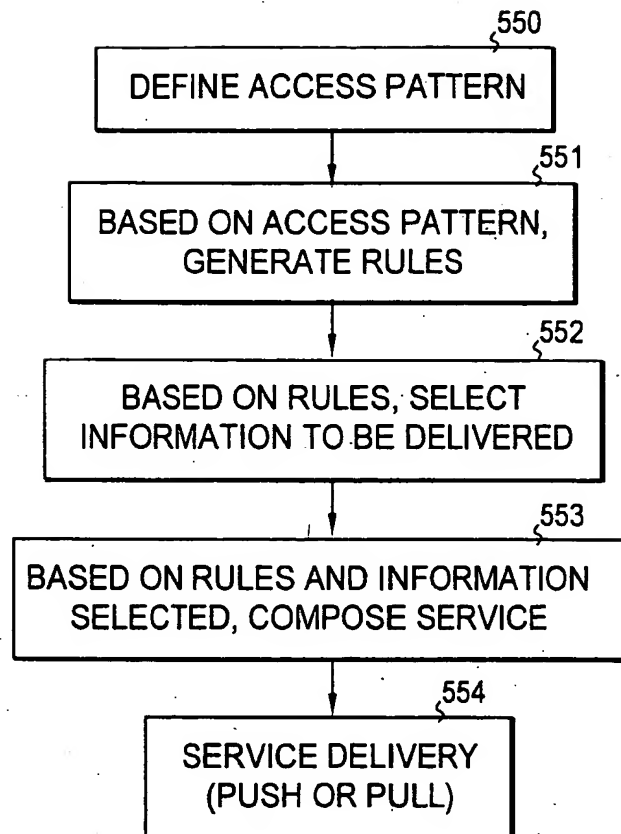 550
DEFINE ACCESS PATTERN
551
BASED ON ACCESS PATTERN,
GENERATE RULES
552
BASED ON RULES, SELECT
INFORMATION TO BE DELIVERED
553
BASED ON RULES AND INFORMATION
SELECTED, COMPOSE SERVICE
554
SERVICE DELIVERY
(PUSH OR PULL)